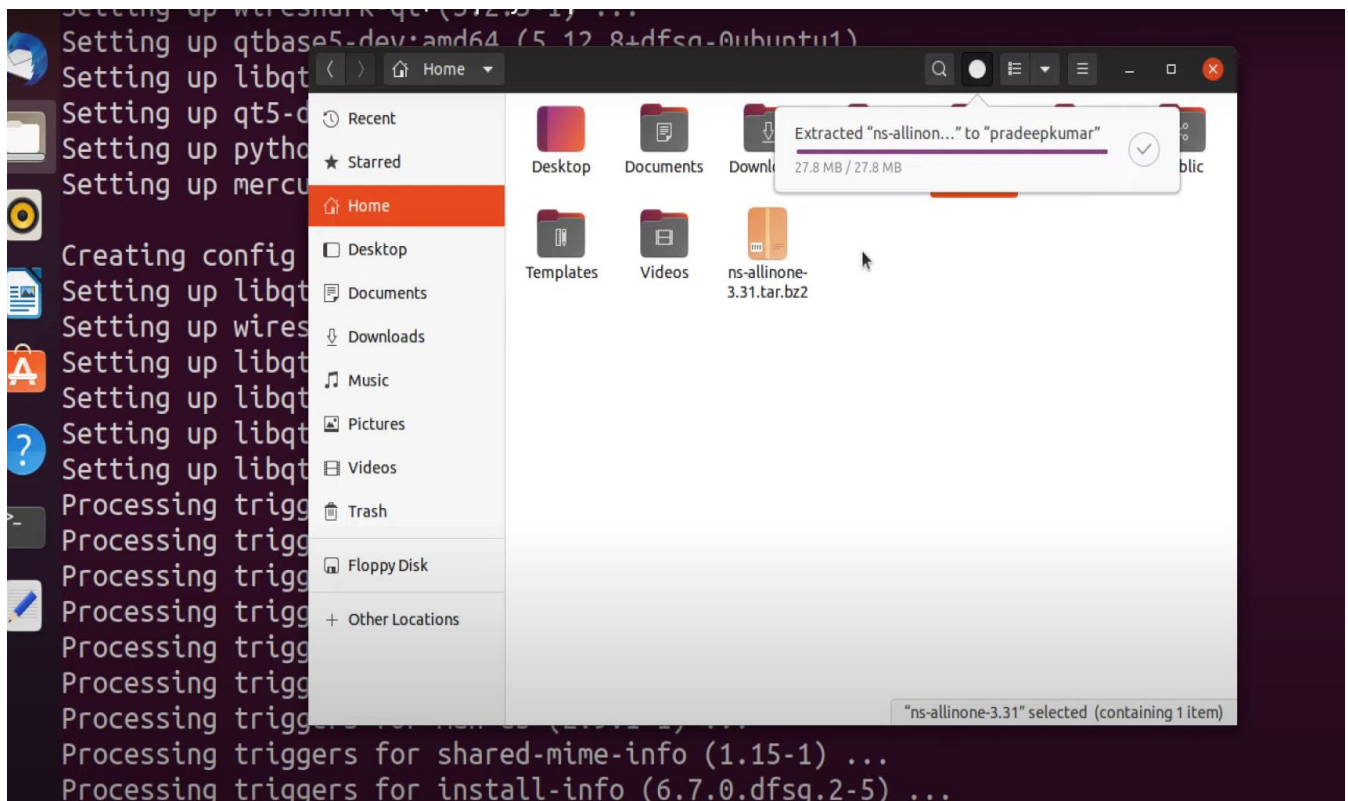 Setting up qtbase5-dev:amd64 (5.12.8+dfsg-0ubuntu1)
Setting up libqt
Setting up qt5-d
Setting up pytho
Setting up mercu
Creating config
Setting up libqt
Setting up wires
Setting up libqt
Setting up libqt
Setting up libqt
Setting up libqt
Processing trigg
Processing trigg
Processing trigg
Processing trigg
Processing trigg
Processing trigg
Processing triggers for
Processing triggers for shared-mime-info (1.15-1) ...
Processing triggers for install-info (6.7.0.dfsg.2-5) ...
Home
Recent
Starred
Home
Desktop
Documents
Downloads
Music
Pictures
Videos
Trash
Floppy Disk
+ Other Locations
Extracted “ns-allinon...” to “pradeepkumar”
27.8 MB / 27.8 MB
Desktop
Documents
Downl
blic
Templates
Videos
ns-allinone-
3.31.tar.bz2
“ns-allinone-3.31” selected (containing 1 item)